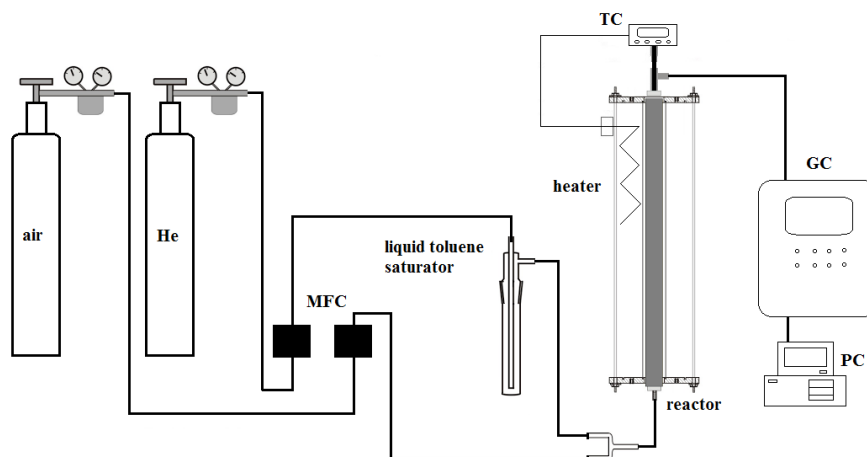 TC
GC
heater
air
He
liquid toluene
saturator
MFC
PC
reactor